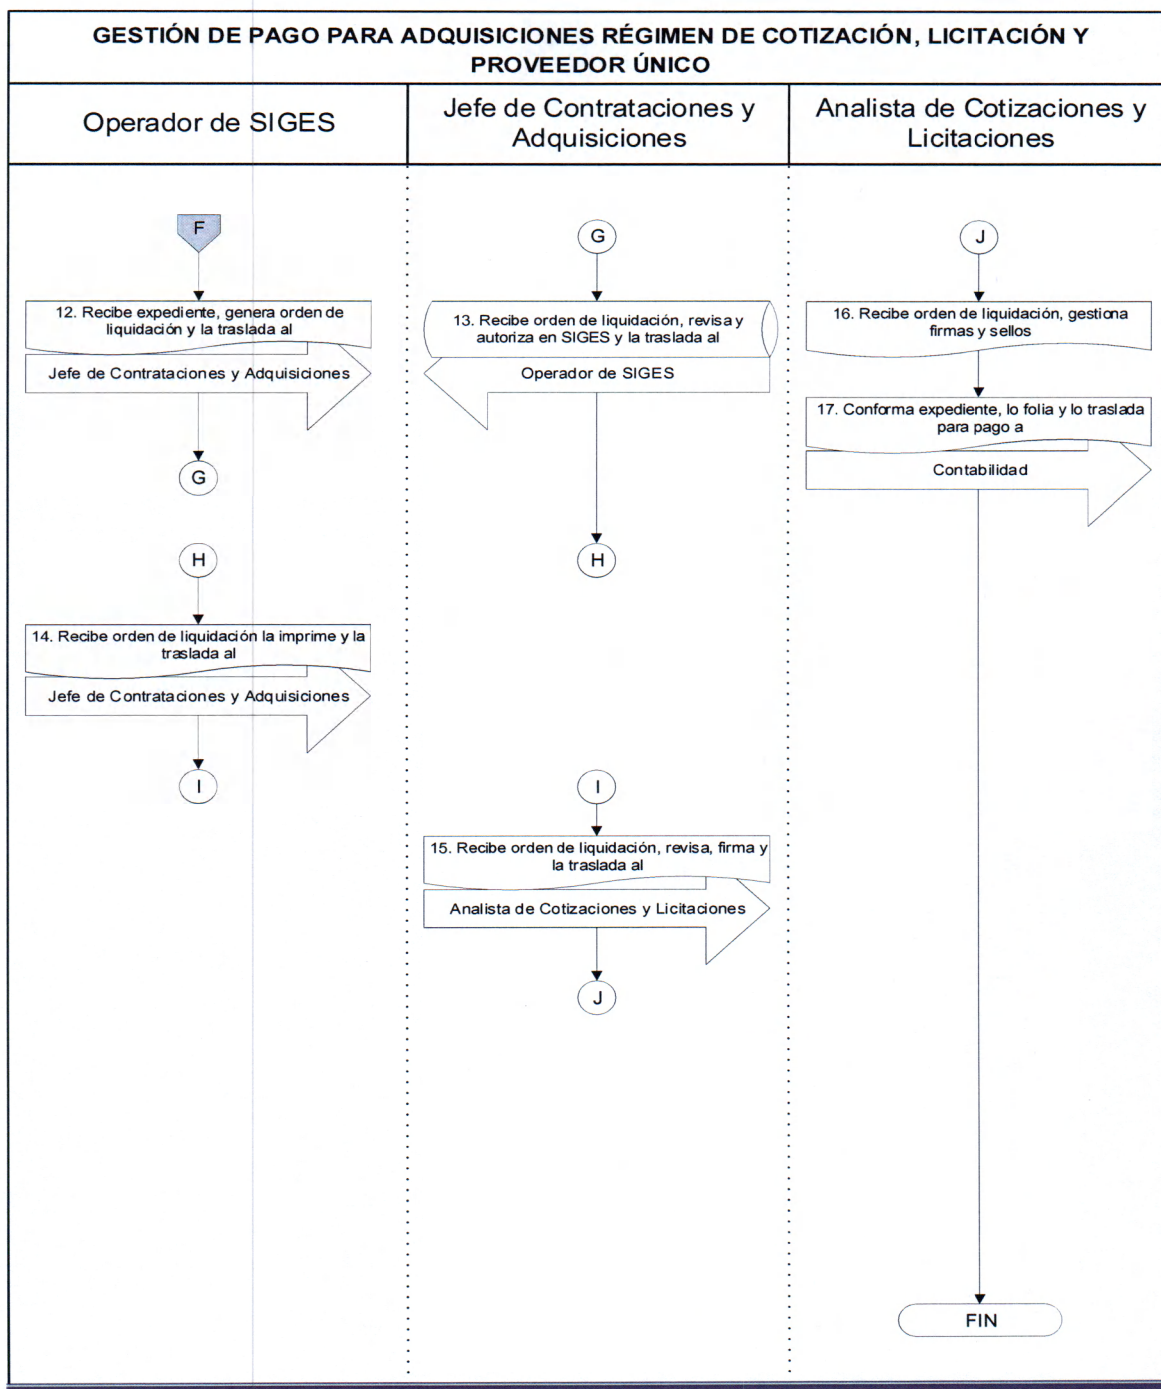 GESTIÓN DE PAGO PARA ADQUISICIONES RÉGIMEN DE COTIZACIÓN, LICITACIÓN Y
PROVEEDOR ÚNICO
Operador de SIGES
Jefe de Contrataciones y
Adquisiciones
Analista de Cotizaciones y
Licitaciones
F
12. Recibe expediente, genera orden de
liquidación y la traslada al
Jefe de Contrataciones y Adquisiciones
G
H
14. Recibe orden de liquidación la imprime y la
traslada al
Jefe de Contrataciones y Adquisiciones
I
G
13. Recibe orden de liquidación, revisa y
autoriza en SIGES y la traslada al
Operador de SIGES
H
I
15. Recibe orden de liquidación, revisa, firma y
la traslada al
Analista de Cotizaciones y Licitaciones
J
J
16. Recibe orden de liquidación, gestiona
firmas y sellos
17. Conforma expediente, lo folia y lo traslada
para pago a
Contabilidad
FIN